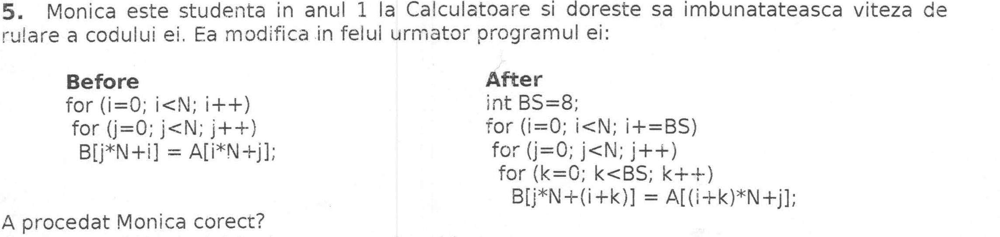 5. Monica este studenta in anul 1 la Calculatoare si doreste sa imbunatateasca viteza de
rulare a codului ei. Ea modifica in felul urmator programul ei:
Before
for (i=0; i<N; i++)
for (j=0; j<N; j++)
B[j*N+i] = A[i*N+j];
After
int BS=8;
for (i=0; i<N; i+=BS)
for (j=0; j<N; j++)
for (k=0; k<BS; k++)
B[j*N+(i+k)] = A[(i+k)*N+j];
A procedat Monica corect?